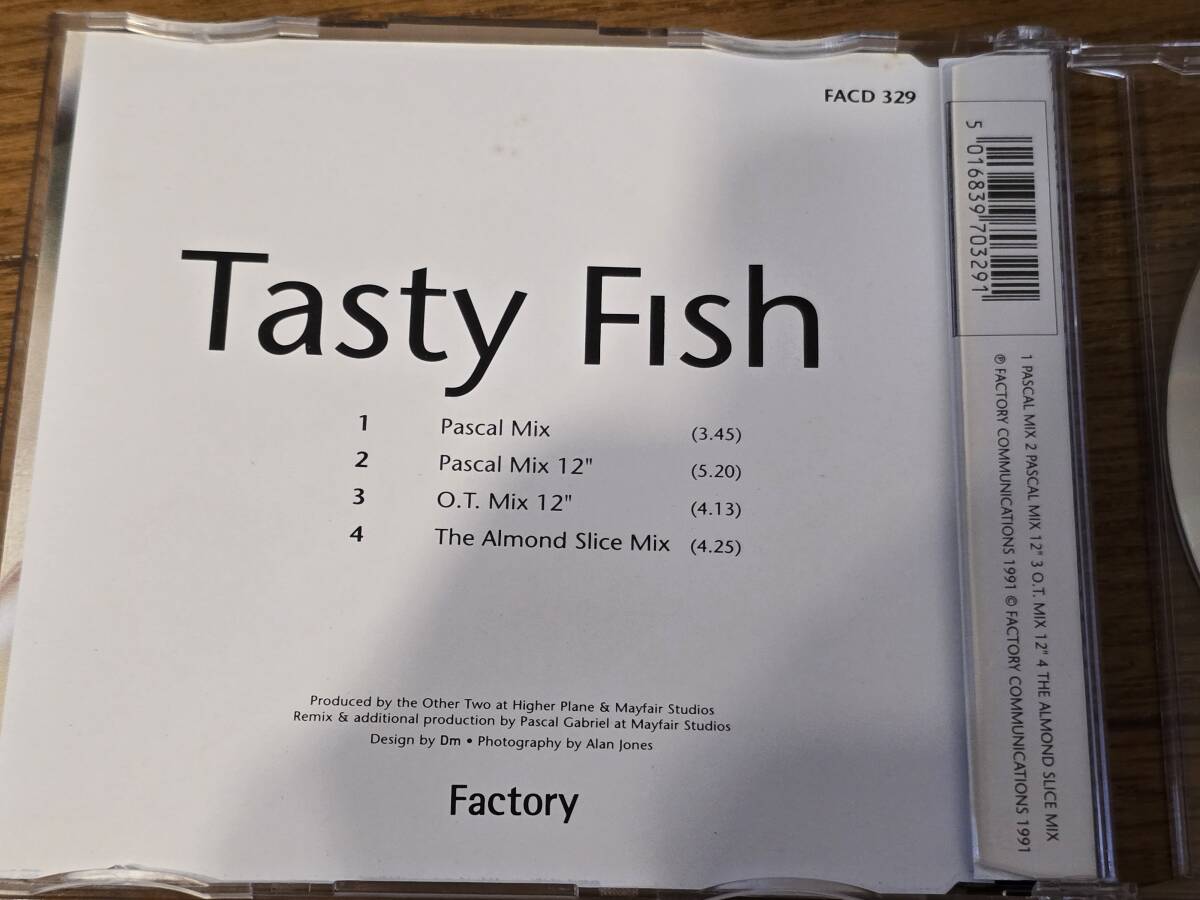 FACD 329
Tasty Fish
1 Pascal Mix (3.45)
2 Pascal Mix 12" (5.20)
3 O.T. Mix 12" (4.13)
4 The Almond Slice Mix (4.25)
Produced by the Other Two at Higher Plane & Mayfair Studios
Remix & additional production by Pascal Gabriel at Mayfair Studios
Design by Dm • Photography by Alan Jones
Factory
5 016839 703291
1 PASCAL MIX 2 PASCAL MIX 12" 3 O.T. MIX 12" 4 THE ALMOND SLICE MIX
℗ FACTORY COMMUNICATIONS 1991 © FACTORY COMMUNICATIONS 1991